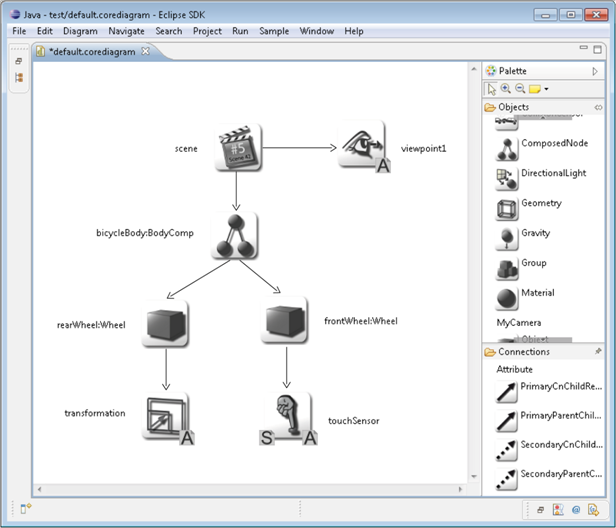 Java - test/default.corediagram - Eclipse SDK
File Edit Diagram Navigate Search Project Run Sample Window Help
*default.corediagram
Palette
Objects
ComposedNode
DirectionalLight
Geometry
Gravity
Group
Material
MyCamera
Object
Connections
Attribute
PrimaryCnChildRe...
PrimaryParentChil...
SecondaryCnChild...
SecondaryParentC...
scene
#5
Scene 42
viewpoint1
A
bicycleBody:BodyComp
rearWheel:Wheel
frontWheel:Wheel
transformation
A
touchSensor
S A